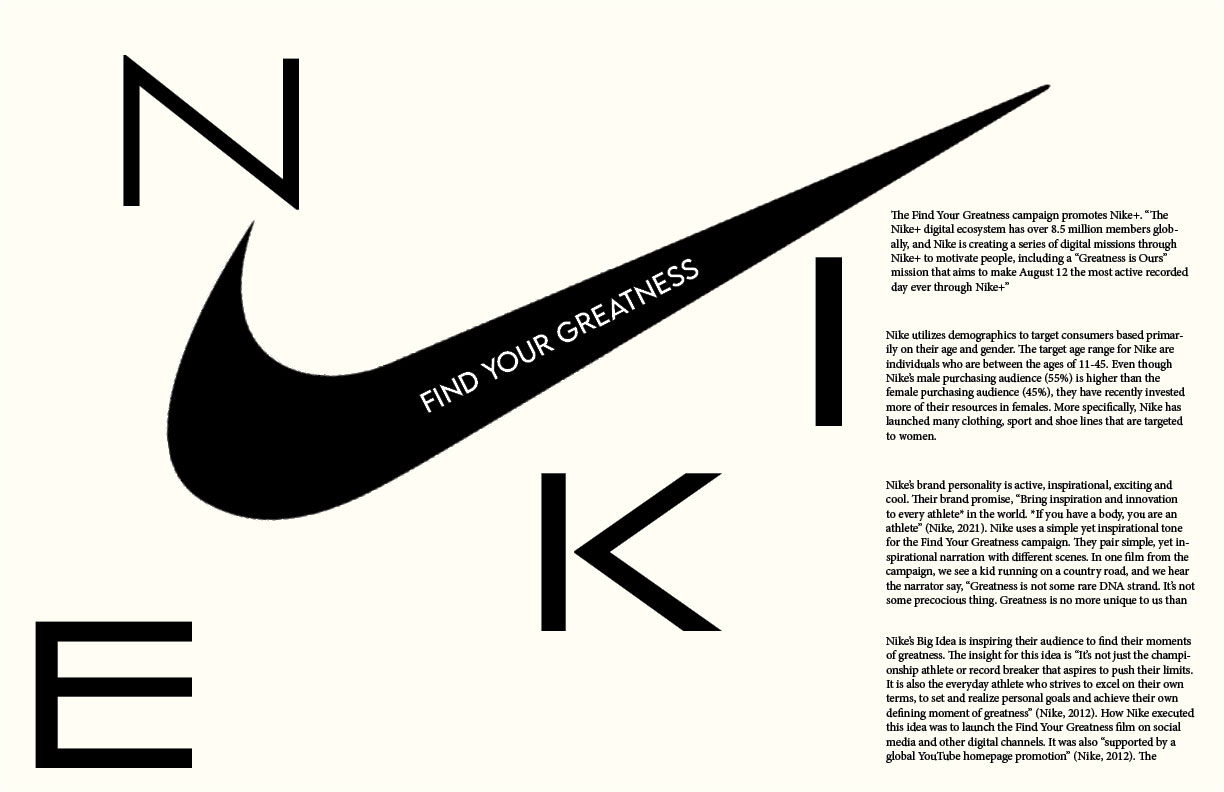 N
I
K
E
FIND YOUR GREATNESS
The Find Your Greatness campaign promotes Nike+. “The
Nike+ digital ecosystem has over 8.5 million members glob-
ally, and Nike is creating a series of digital missions through
Nike+ to motivate people, including a “Greatness is Ours”
mission that aims to make August 12 the most active recorded
day ever through Nike+”
Nike utilizes demographics to target consumers based primar-
ily on their age and gender. The target age range for Nike are
individuals who are between the ages of 11-45. Even though
Nike’s male purchasing audience (55%) is higher than the
female purchasing audience (45%), they have recently invested
more of their resources in females. More specifically, Nike has
launched many clothing, sport and shoe lines that are targeted
to women.
Nike’s brand personality is active, inspirational, exciting and
cool. Their brand promise, “Bring inspiration and innovation
to every athlete* in the world. *If you have a body, you are an
athlete” (Nike, 2021). Nike uses a simple yet inspirational tone
for the Find Your Greatness campaign. They pair simple, yet in-
spirational narration with different scenes. In one film from the
campaign, we see a kid running on a country road, and we hear
the narrator say, “Greatness is not some rare DNA strand. It’s not
some precocious thing. Greatness is no more unique to us than
Nike’s Big Idea is inspiring their audience to find their moments
of greatness. The insight for this idea is “It’s not just the champi-
onship athlete or record breaker that aspires to push their limits.
It is also the everyday athlete who strives to excel on their own
terms, to set and realize personal goals and achieve their own
defining moment of greatness” (Nike, 2012). How Nike executed
this idea was to launch the Find Your Greatness film on social
media and other digital channels. It was also “supported by a
global YouTube homepage promotion” (Nike, 2012). The